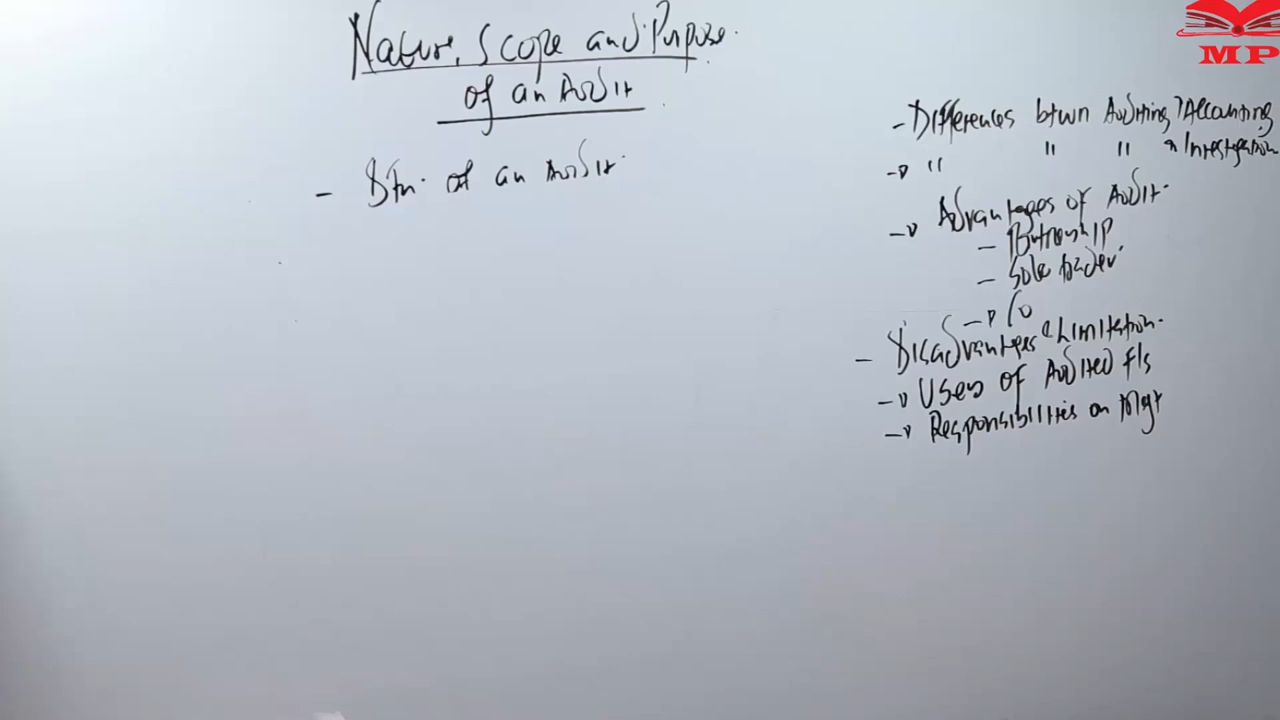 Nature, Scope and Purpose.
of an Audit
- Dfn. of an Audit.
MP
- Differences btwn Auditing & Accounting
-> " " " & Investigation
-> Advantages of Audit.
- Partnership
- Sole trader.
-> Co
- Disadvantages & Limitation.
-> Uses of Audited F/s
-> Responsibilities on Mgt